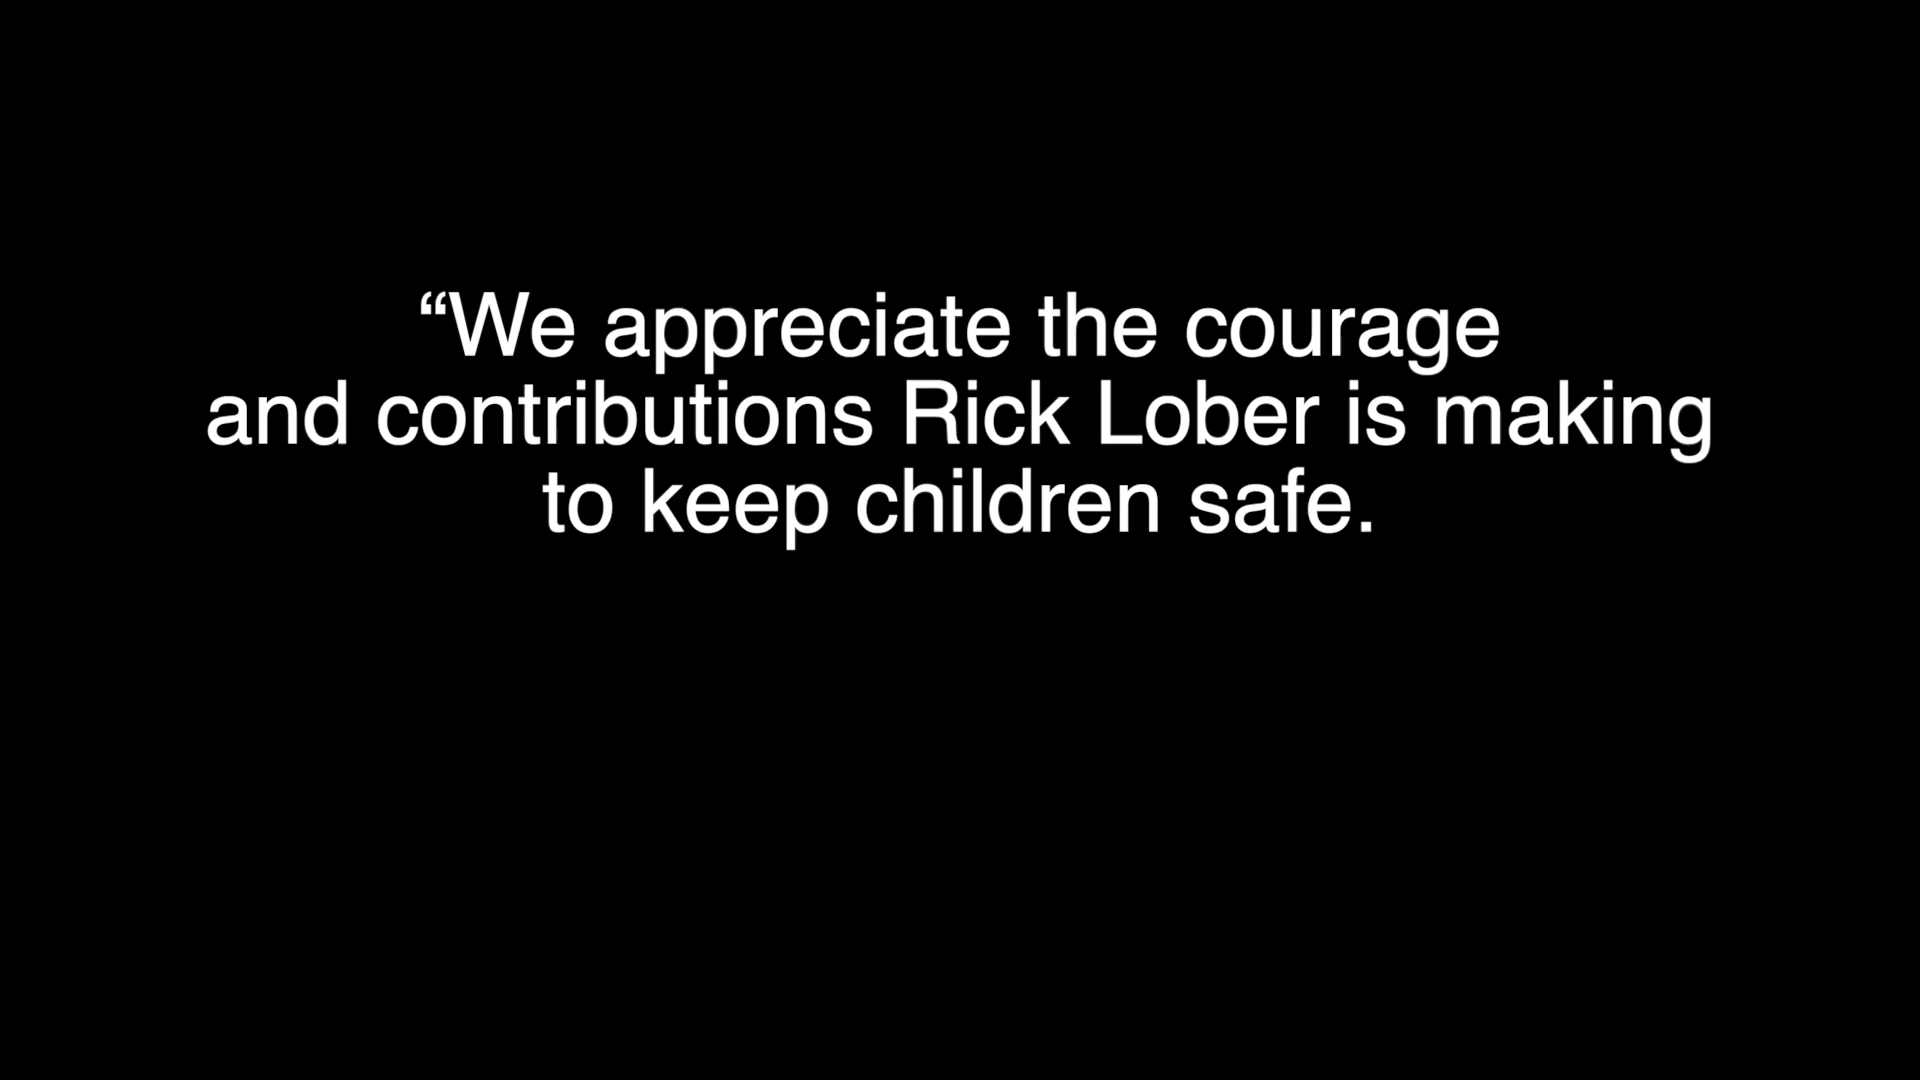 “We appreciate the courage
and contributions Rick Lober is making
to keep children safe.